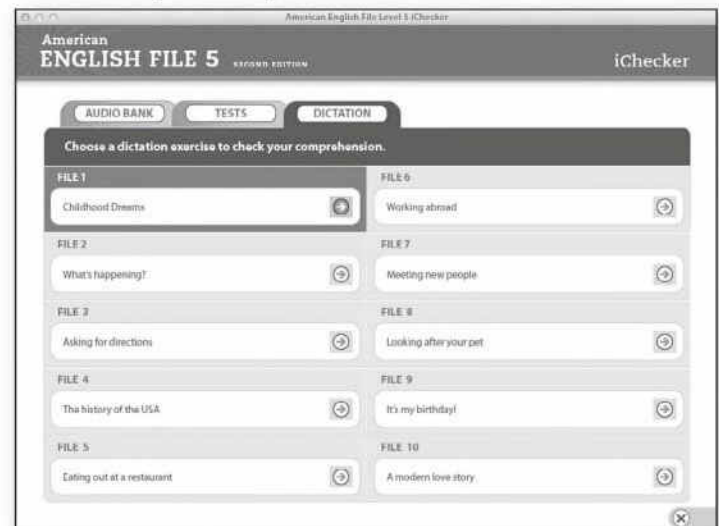 American English File Level 5 iChecker
American
ENGLISH FILE 5 SECOND EDITION
iChecker
AUDIO BANK
TESTS
DICTATION
Choose a dictation exercise to check your comprehension.
FILE 1
Childhood Dreams
FILE 2
What's happening?
FILE 3
Asking for directions
FILE 4
The history of the USA
FILE 5
Eating out at a restaurant
FILE 6
Working abroad
FILE 7
Meeting new people
FILE 8
Looking after your pet
FILE 9
It's my birthday!
FILE 10
A modern love story